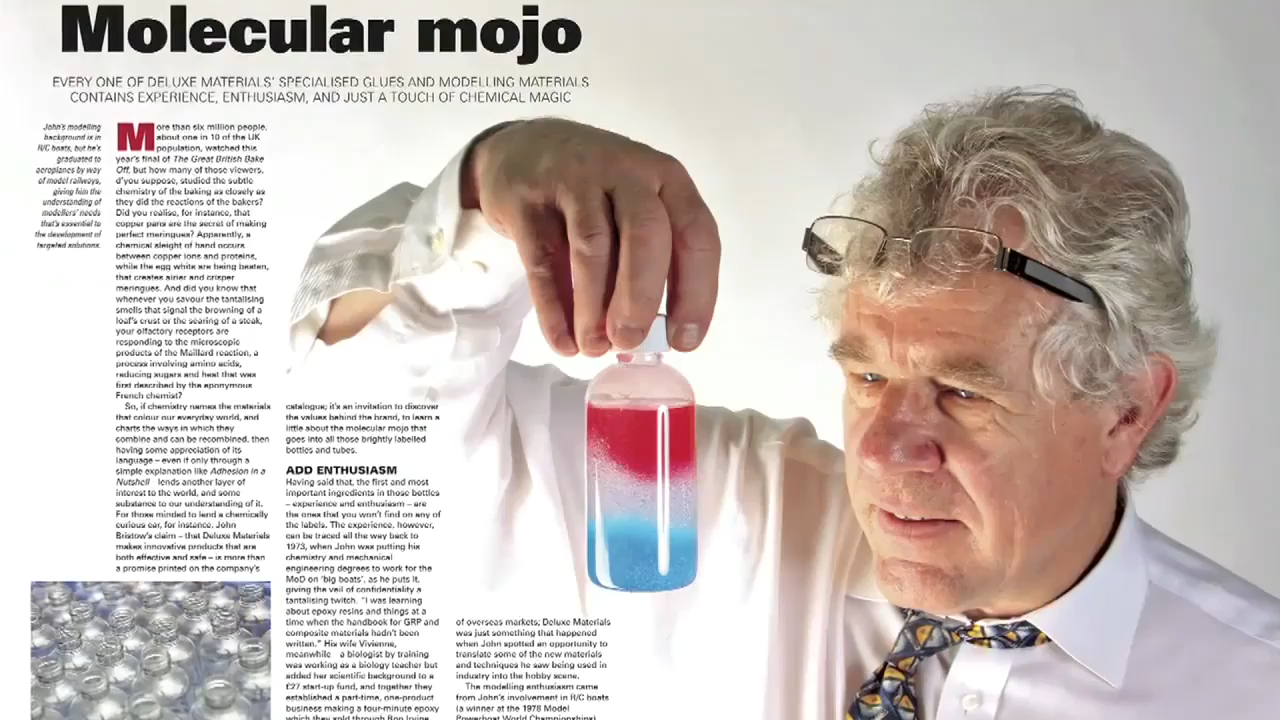 Molecular mojo
EVERY ONE OF DELUXE MATERIALS' SPECIALISED GLUES AND MODELLING MATERIALS
CONTAINS EXPERIENCE, ENTHUSIASM, AND JUST A TOUCH OF CHEMICAL MAGIC
John's modelling
background is in
R/C boats, but he's
graduated to
aeroplanes by way
of model railways,
giving him the
understanding of
modellers' needs
that's essential to
the development of
targeted solutions.
More than six million people,
about one in 10 of the UK
population, watched this
year's final of The Great British Bake
Off, but how many of those viewers,
d'you suppose, studied the subtle
chemistry of the baking as closely as
they did the reactions of the bakers?
Did you realise, for instance, that
copper pans are the secret of making
perfect meringues? Apparently, a
chemical sleight of hand occurs
between copper ions and proteins,
while the egg white are being beaten,
that creates airier and crisper
meringues. And did you know that
whenever you savour the tantalising
smells that signal the browning of a
loaf's crust or the searing of a steak,
your olfactory receptors are
responding to the microscopic
products of the Maillard reaction, a
process involving amino acids,
reducing sugars and heat that was
first described by the eponymous
French chemist?
So, if chemistry names the materials
that colour our everyday world, and
charts the ways in which they
combine and can be recombined, then
having some appreciation of its
language – even if only through a
simple explanation like Adhesion in a
Nutshell – lends another layer of
interest to the world, and some
substance to our understanding of it.
For those minded to lend a chemically
curious ear, for instance, John
Bristow's claim – that Deluxe Materials
makes innovative products that are
both effective and safe – is more than
a promise printed on the company's
catalogue; it's an invitation to discover
the values behind the brand, to learn a
little about the molecular mojo that
goes into all those brightly labelled
bottles and tubes.
ADD ENTHUSIASM
Having said that, the first and most
important ingredients in those bottles
– experience and enthusiasm – are
the ones that you won't find on any of
the labels. The experience, however,
can be traced all the way back to
1973, when John was putting his
chemistry and mechanical
engineering degrees to work for the
MoD on 'big boats', as he puts it,
giving the veil of confidentiality a
tantalising twitch. "I was learning
about epoxy resins and things at a
time when the handbook for GRP and
composite materials hadn't been
written." His wife Vivienne,
meanwhile – a biologist by training
was working as a biology teacher but
added her scientific background to a
£27 start-up fund, and together they
established a part-time, one-product
business making a four-minute epoxy
which they sold through Ron Irvine
of overseas markets; Deluxe Materials
was just something that happened
when John spotted an opportunity to
translate some of the new materials
and techniques he saw being used in
industry into the hobby scene.
The modelling enthusiasm came
from John's involvement in R/C boats
(a winner at the 1978 Model
Powerboat World Championships)